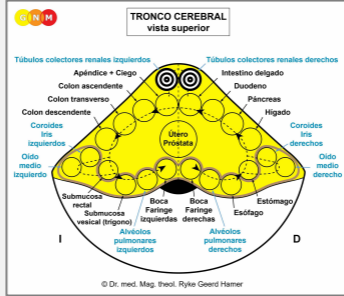 GNM
TRONCO CEREBRAL
vista superior
Túbulos colectores renales izquierdos
Túbulos colectores renales derechos
Apéndice + Ciego
Intestino delgado
Colon ascendente
Duodeno
Colon transverso
Páncreas
Colon descendente
Hígado
Coroides
Iris
izquierdos
Útero
Próstata
Coroides
Iris
derechos
Oído
medio
izquierdo
Oído
medio
derecho
Submucosa
rectal
Submucosa
vesical (trígono)
Boca
Faringe
izquierdas
Boca
Faringe
derechas
Estómago
Esófago
Alvéolos
pulmonares
izquierdos
Alvéolos
pulmonares
derechos
I
D
© Dr. med. Mag. theol. Ryke Geerd Hamer